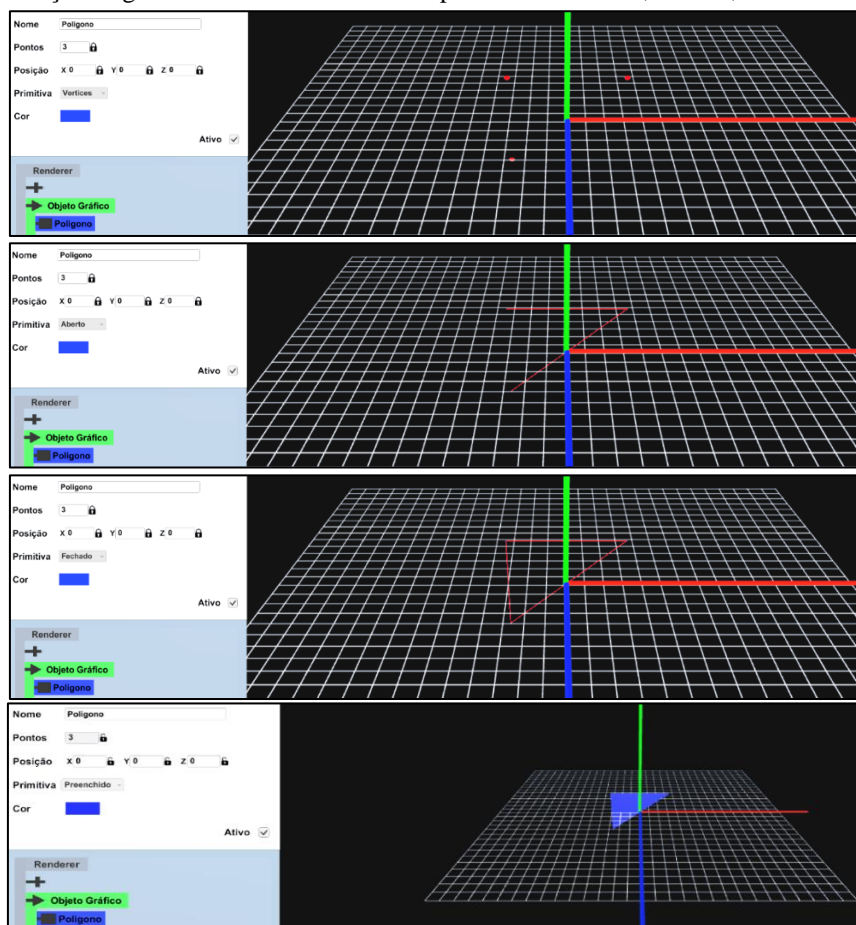 Nome Poligono
Pontos 3
Posição X 0 Y 0 Z 0
Primitiva Vertices
Cor
Ativo
Renderer
Objeto Gráfico
Poligono
Nome Poligono
Pontos 3
Posição X 0 Y 0 Z 0
Primitiva Aberto
Cor
Ativo
Renderer
Objeto Gráfico
Poligono
Nome Poligono
Pontos 3
Posição X 0 Y 0 Z 0
Primitiva Fechado
Cor
Ativo
Renderer
Objeto Gráfico
Poligono
Nome Poligono
Pontos 3
Posição X 0 Y 0 Z 0
Primitiva Preenchido
Cor
Ativo
Renderer
Objeto Gráfico
Poligono